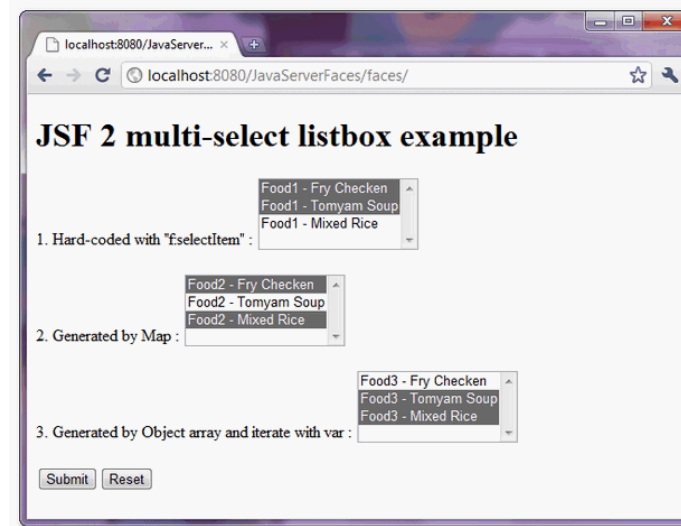 localhost:8080/JavaServer...
localhost:8080/JavaServerFaces/faces/
JSF 2 multi-select listbox example
Food1 - Fry Checken
Food1 - Tomyam Soup
Food1 - Mixed Rice
1. Hard-coded with "f:selectItem" :
Food2 - Fry Checken
Food2 - Tomyam Soup
Food2 - Mixed Rice
2. Generated by Map :
Food3 - Fry Checken
Food3 - Tomyam Soup
Food3 - Mixed Rice
3. Generated by Object array and iterate with var :
Submit Reset